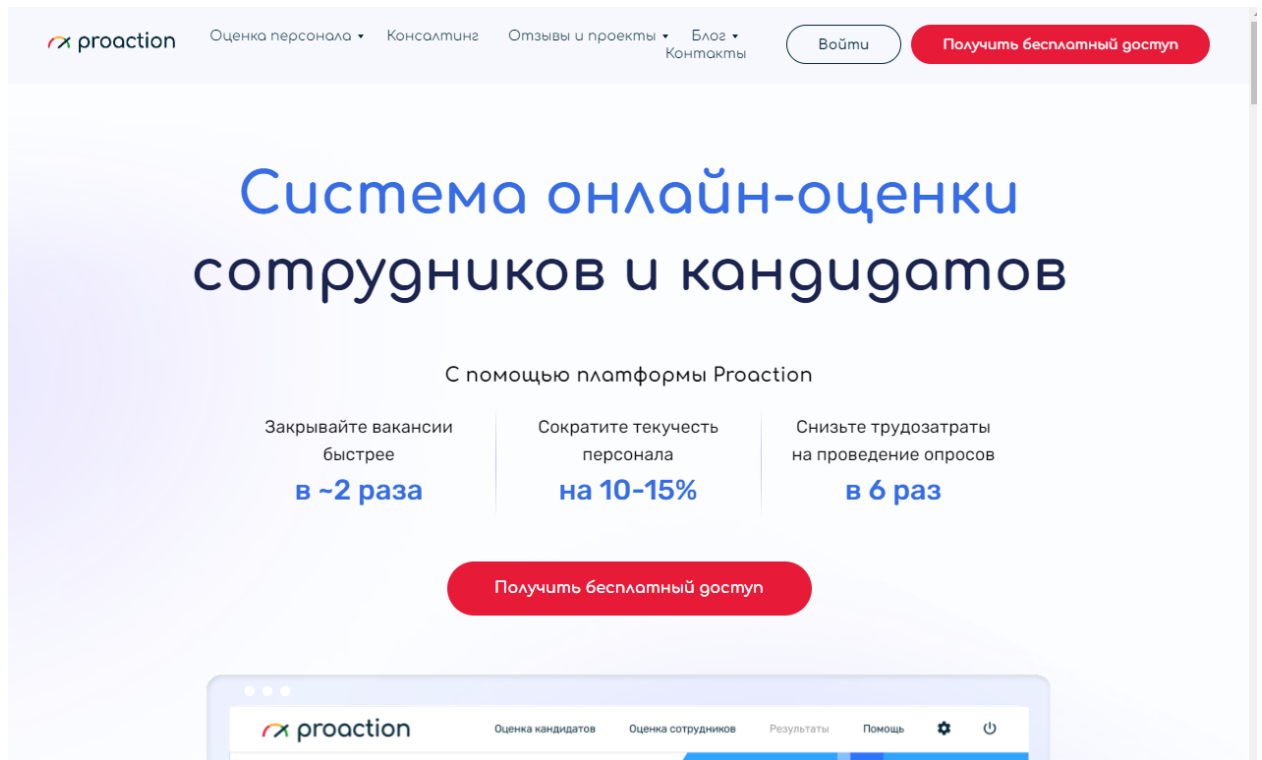 proaction
Оценка персонала
Консалтинг
Отзывы и проекты
Блог
Контакты
Войти
Получить бесплатный доступ
Система онлайн-оценки
сотрудников и кандидатов
С помощью платформы Proaction
Закрывайте вакансии
быстрее
в ~2 раза
Сократите текучесть
персонала
на 10-15%
Снизьте трудозатраты
на проведение опросов
в 6 раз
Получить бесплатный доступ
proaction
Оценка кандидатов
Оценка сотрудников
Результаты
Помощь